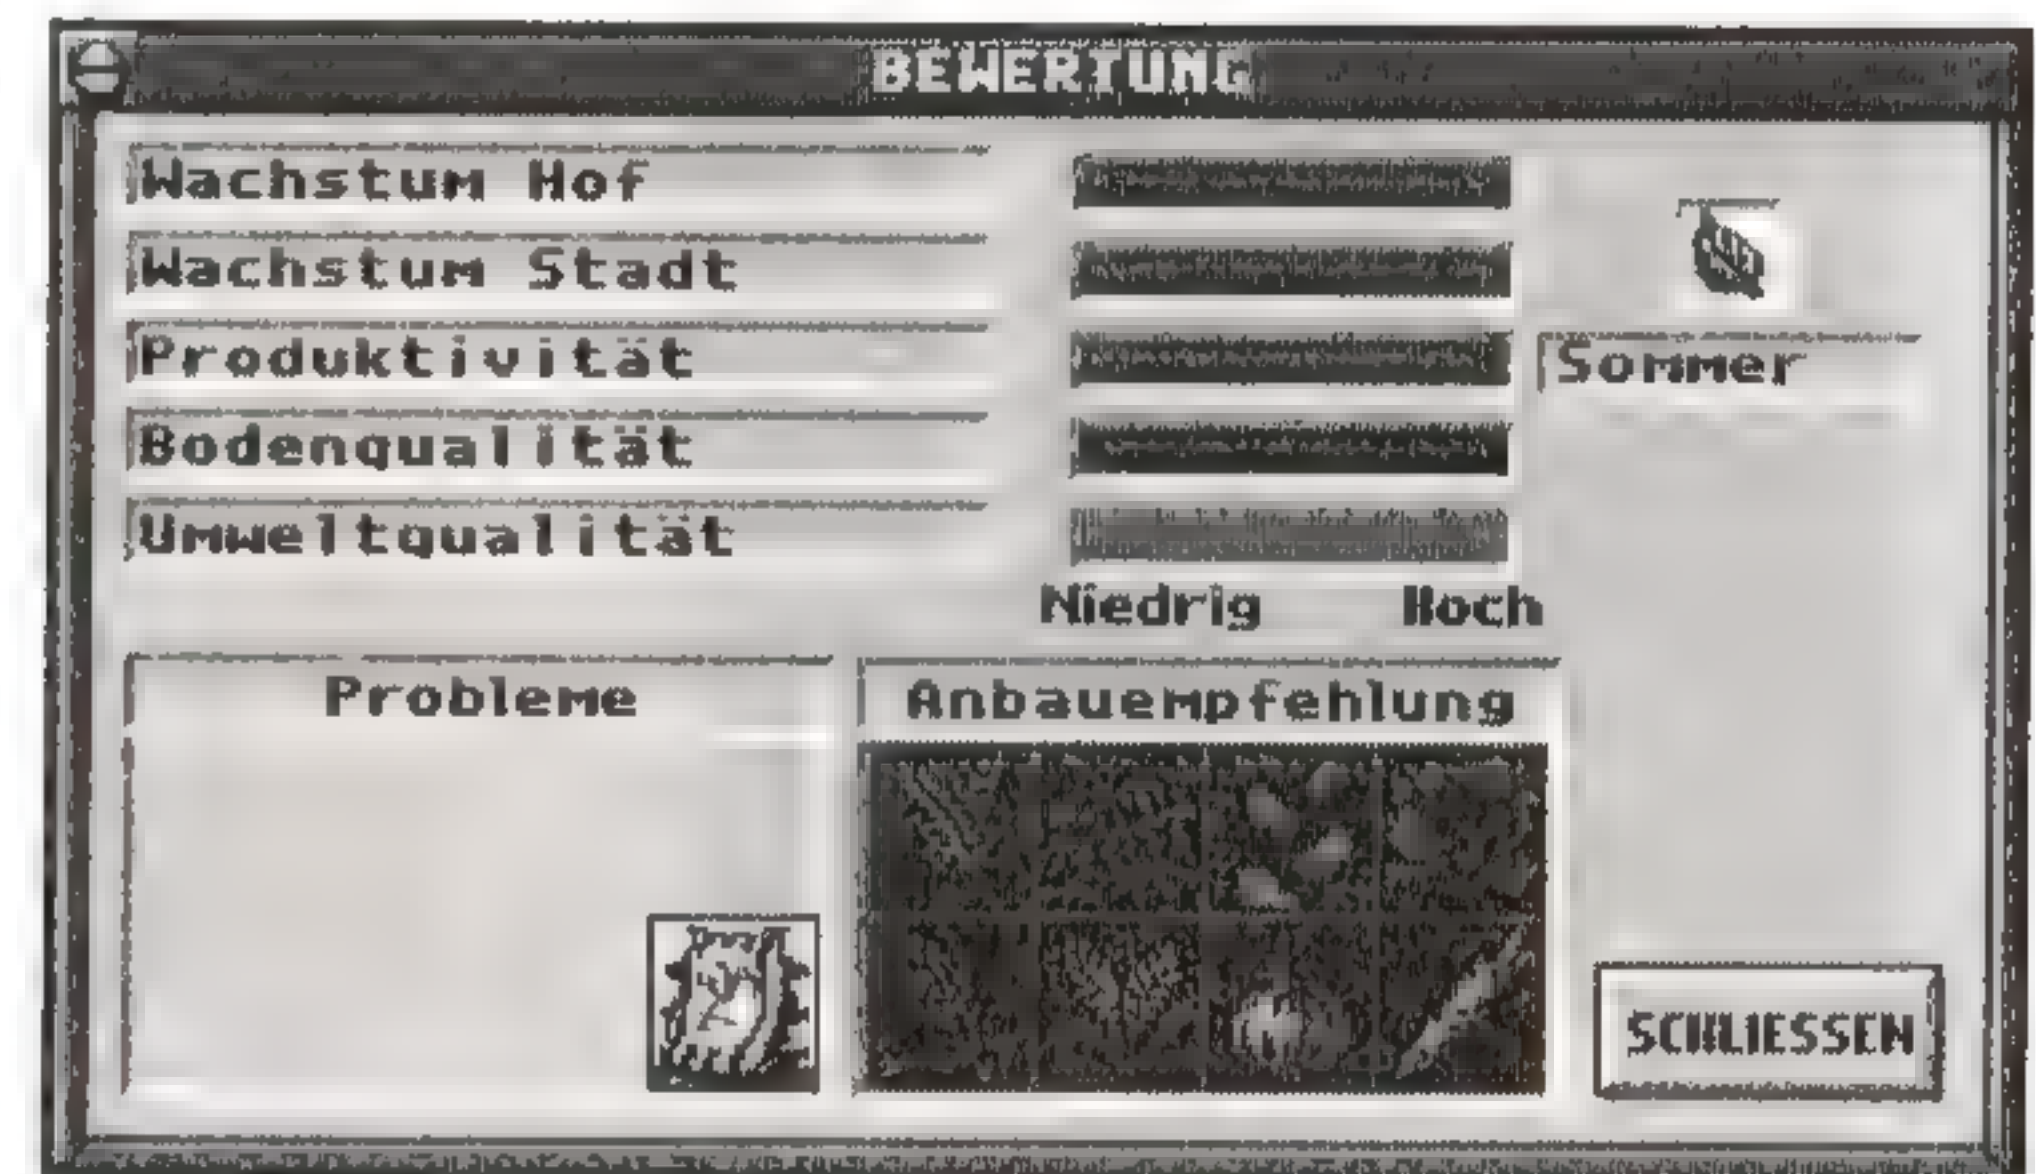 BEWERTUNG
Wachstum Hof
Wachstum Stadt
Produktivität
Sommer
Bodenqualität
Umweltqualität
Niedrig Hoch
Probleme
Anbauempfehlung
SCHLIESSEN